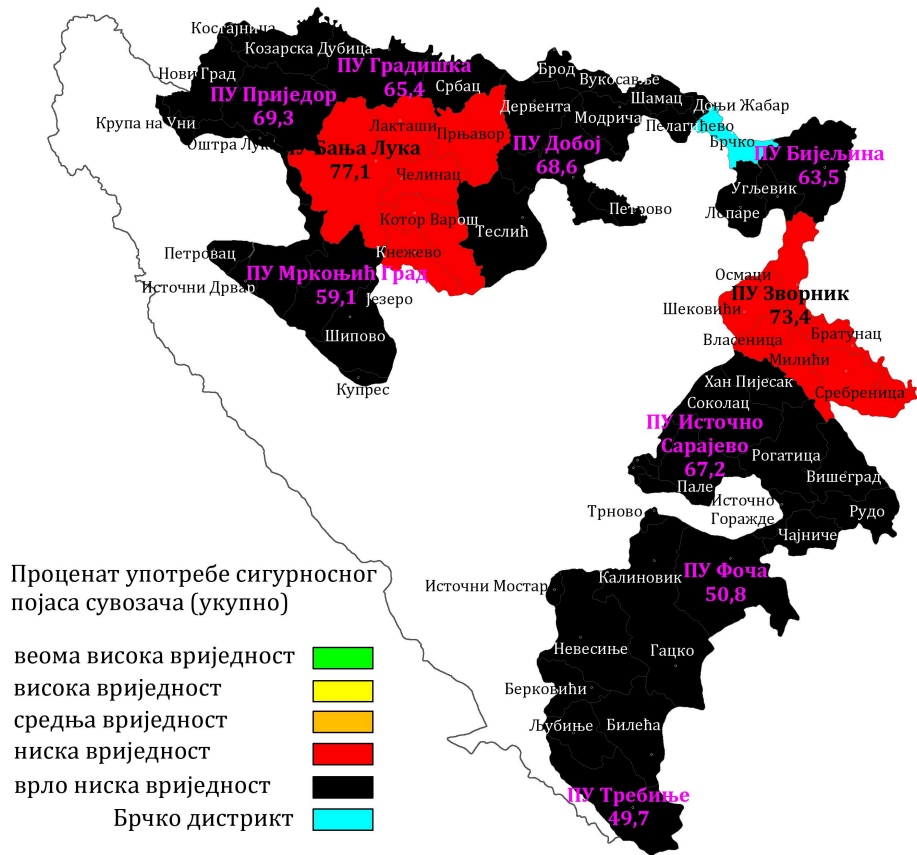 Костајница
Козарска Дубица
ПУ Градишка
65,4
Србац
Нови Град
ПУ Приједор
69,3
Крупа на Уни
Оштра Лука
Брод
Вукосавље
Дервента
Шамац
Модрича
Доњи Жабар
Пелагићево
Брчко
Лакташи
Прњавор
ПУ Бања Лука
77,1
Челинац
ПУ Добој
68,6
ПУ Бијељина
63,5
Угљевик
Лопаре
Петрово
Котор Варош
Теслић
Кнежево
Петровац
Источни Дрвар
ПУ Мркоњић Град
59,1
Језеро
Шипово
Купрес
Осмаци
ПУ Зворник
73,4
Шековићи
Братунац
Власеница
Милићи
Сребреница
Хан Пијесак
Соколац
ПУ Источно
Сарајево
67,2
Рогатица
Вишеград
Пале
Источно
Горажде
Рудо
Трново
Чајниче
Калиновик
ПУ Фоча
50,8
Источни Мостар
Невесиње
Гацко
Берковићи
Љубиње
Билећа
ПУ Требиње
49,7
Проценат употребе сигурносног
појаса сувозача (укупно)
веома висока вриједност
висока вриједност
средња вриједност
ниска вриједност
врло ниска вриједност
Брчко дистрикт